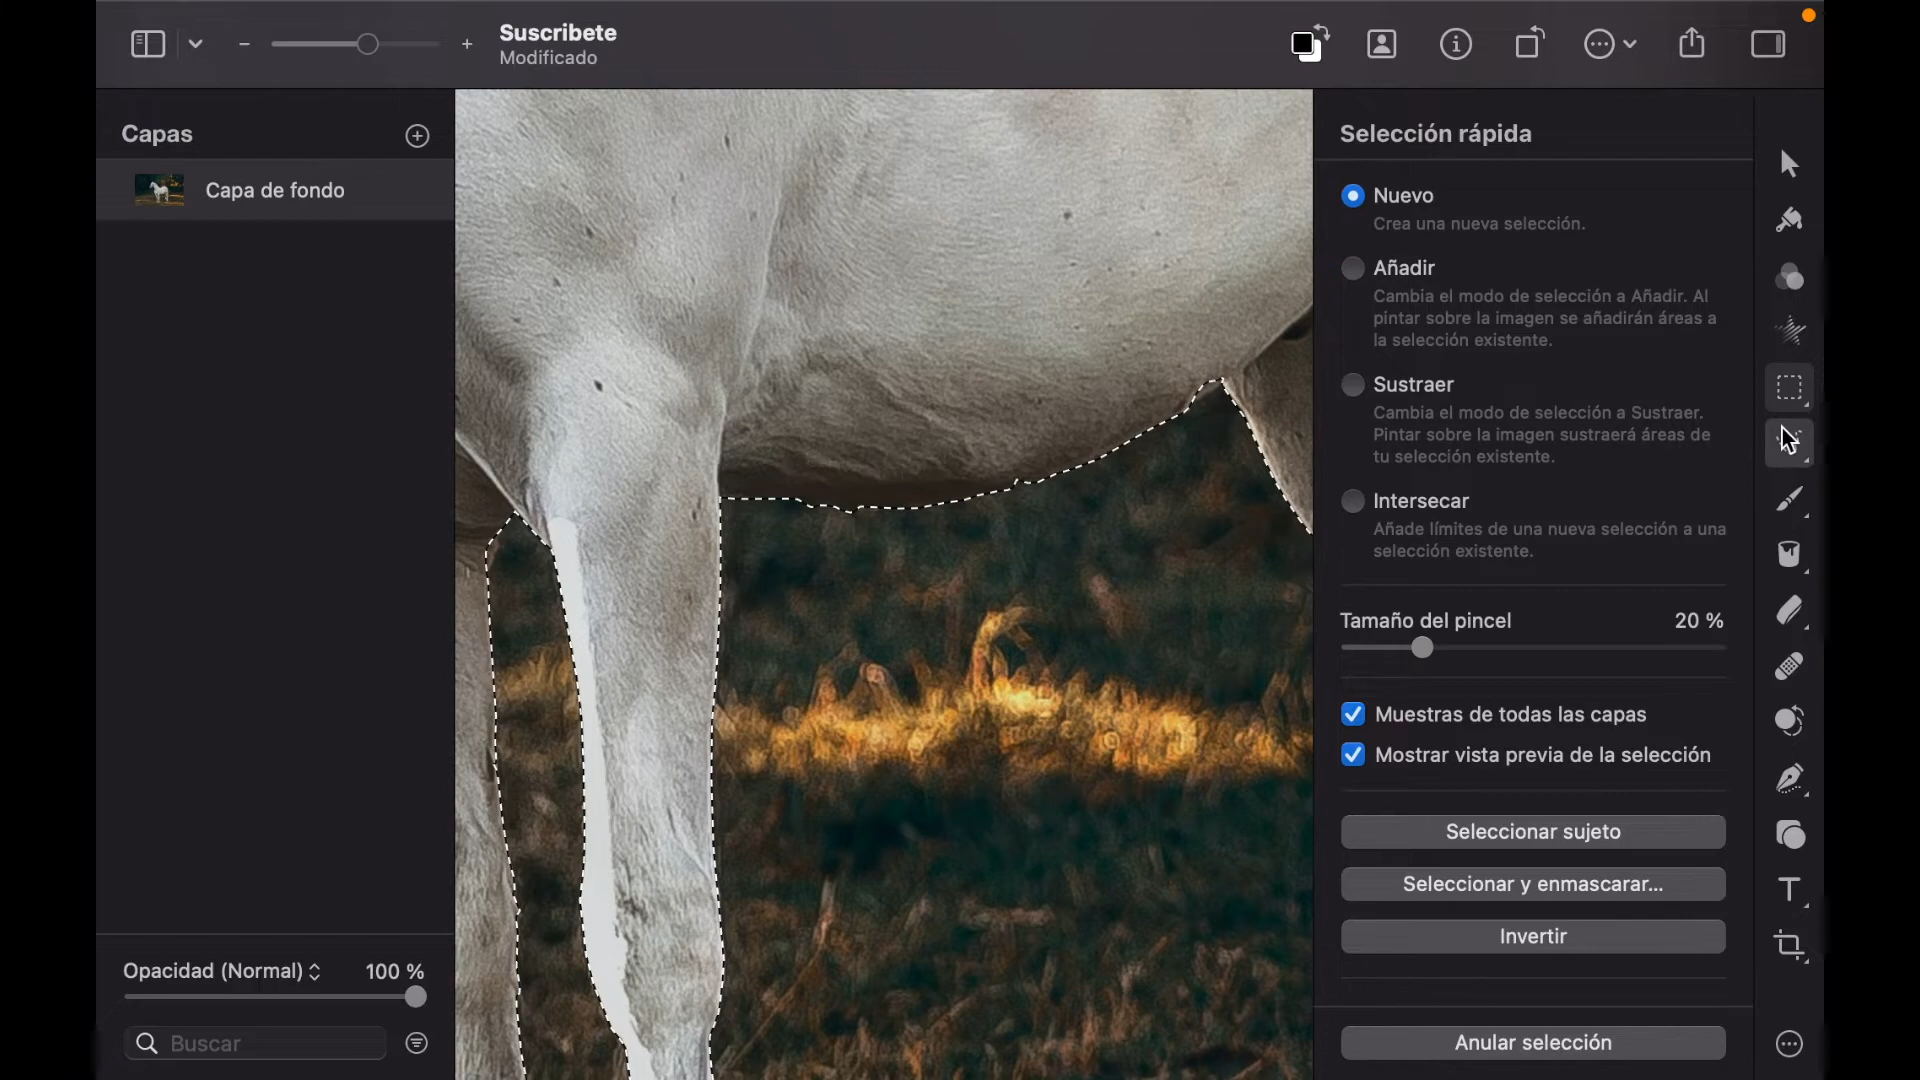 Suscribete
Modificado
Capas
Capa de fondo
Opacidad (Normal)
100 %
Buscar
Selección rápida
Nuevo
Crea una nueva selección.
Añadir
Cambia el modo de selección a Añadir. Al
pintar sobre la imagen se añadirán áreas a
la selección existente.
Sustraer
Cambia el modo de selección a Sustraer.
Pintar sobre la imagen sustraerá áreas de
tu selección existente.
Intersecar
Añade límites de una nueva selección a una
selección existente.
Tamaño del pincel
20 %
Muestras de todas las capas
Mostrar vista previa de la selección
Seleccionar sujeto
Seleccionar y enmascarar...
Invertir
Anular selección